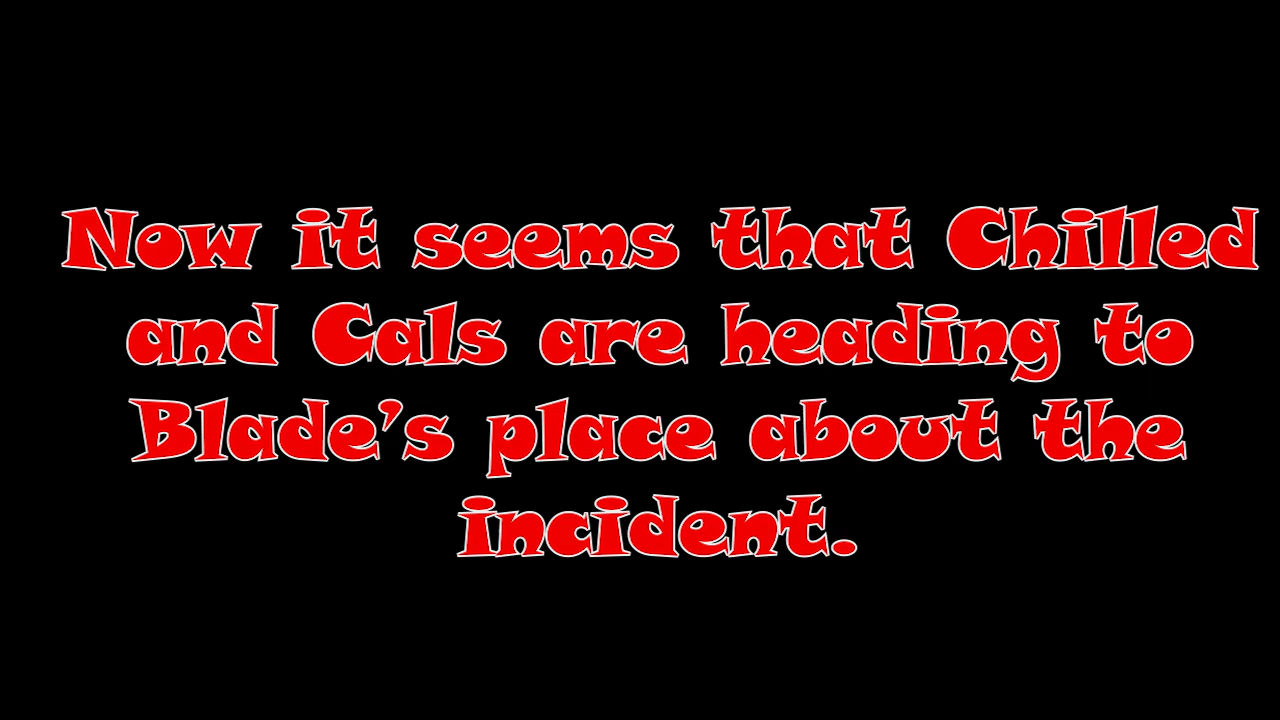 Now it seems that Chilled
and Cals are heading to
Blade’s place about the
incident.